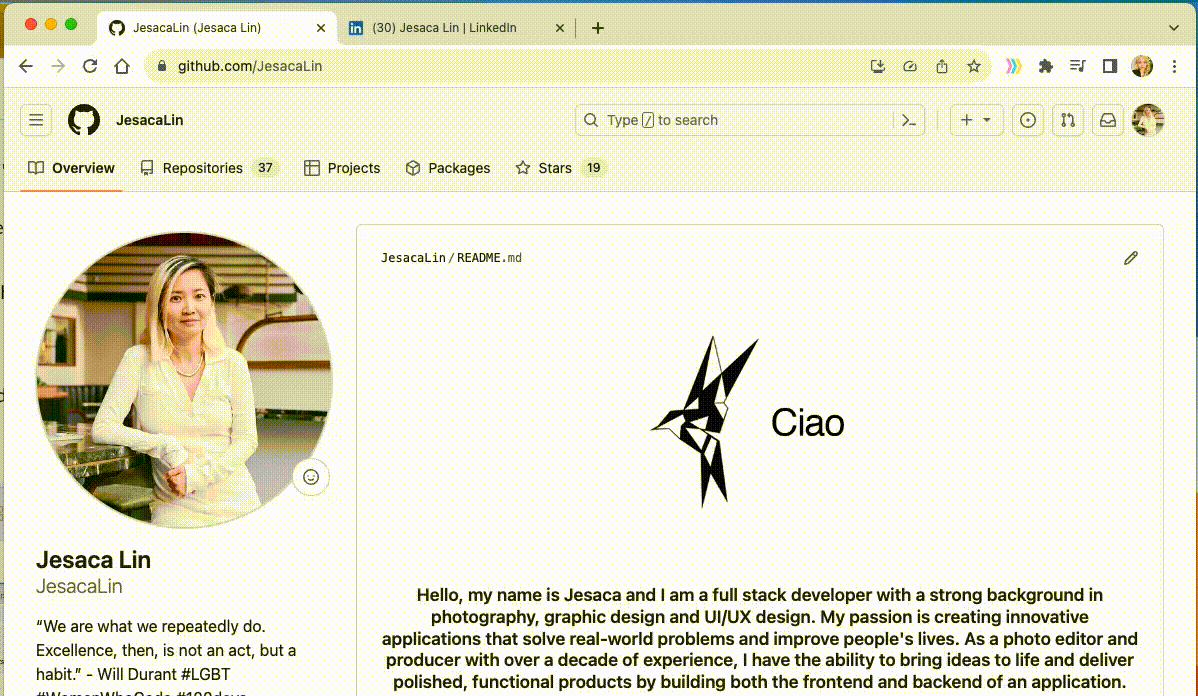 JesacaLin (Jesaca Lin)
(30) Jesaca Lin | LinkedIn
github.com/JesacaLin
JesacaLin
Type / to search
Overview
Repositories 37
Projects
Packages
Stars 19
JesacaLin/README.md
Ciao
Jesaca Lin
JesacaLin
“We are what we repeatedly do.
Excellence, then, is not an act, but a
habit.” - Will Durant #LGBT
#WomenWhoCode #100days
Hello, my name is Jesaca and I am a full stack developer with a strong background in
photography, graphic design and UI/UX design. My passion is creating innovative
applications that solve real-world problems and improve people's lives. As a photo editor and
producer with over a decade of experience, I have the ability to bring ideas to life and deliver
polished, functional products by building both the frontend and backend of an application.